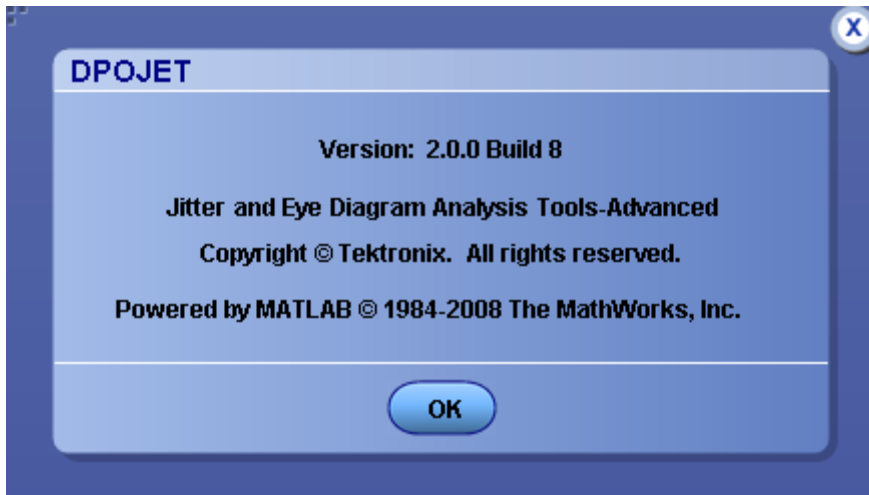 X
DPOJET
Version: 2.0.0 Build 8
Jitter and Eye Diagram Analysis Tools-Advanced
Copyright © Tektronix. All rights reserved.
Powered by MATLAB © 1984-2008 The MathWorks, Inc.
OK